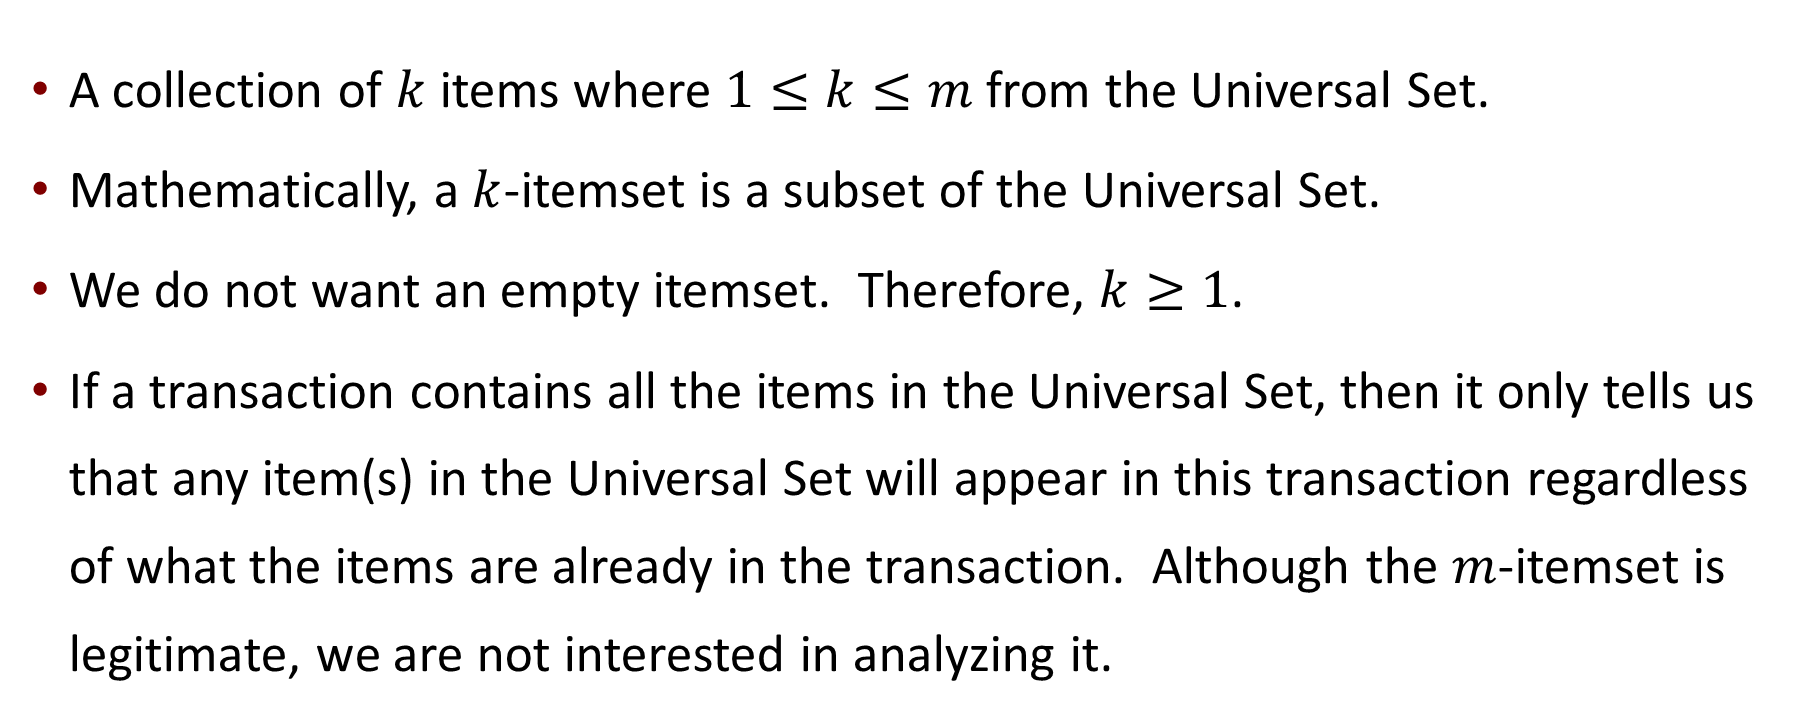 • A collection of k items where 1 ≤ k ≤ m from the Universal Set.
• Mathematically, a k-itemset is a subset of the Universal Set.
• We do not want an empty itemset.  Therefore, k ≥ 1.
• If a transaction contains all the items in the Universal Set, then it only tells us
that any item(s) in the Universal Set will appear in this transaction regardless
of what the items are already in the transaction.  Although the m-itemset is
legitimate, we are not interested in analyzing it.